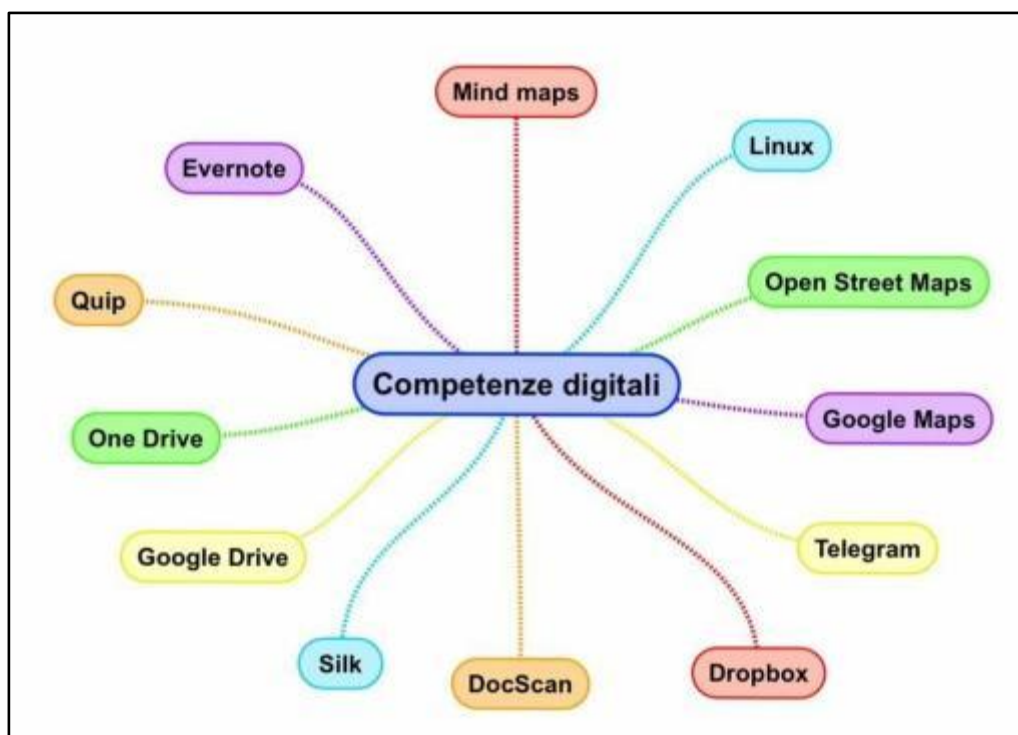 Mind maps
Linux
Evernote
Open Street Maps
Quip
Competenze digitali
Google Maps
One Drive
Telegram
Google Drive
Silk
DocScan
Dropbox